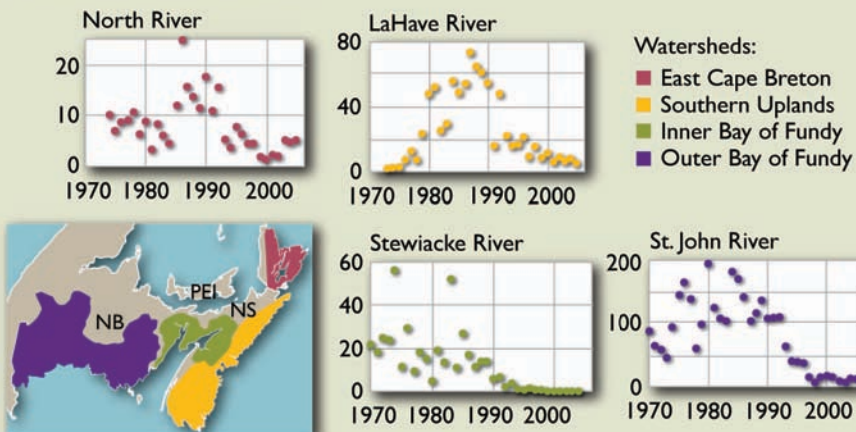 North River
20
10
0
1970 1980 1990 2000
LaHave River
80
40
0
1970 1980 1990 2000
Watersheds:
East Cape Breton
Southern Uplands
Inner Bay of Fundy
Outer Bay of Fundy
PEI
NB
NS
Stewiacke River
60
40
20
0
1970 1980 1990 2000
St. John River
200
100
0
1970 1980 1990 2000